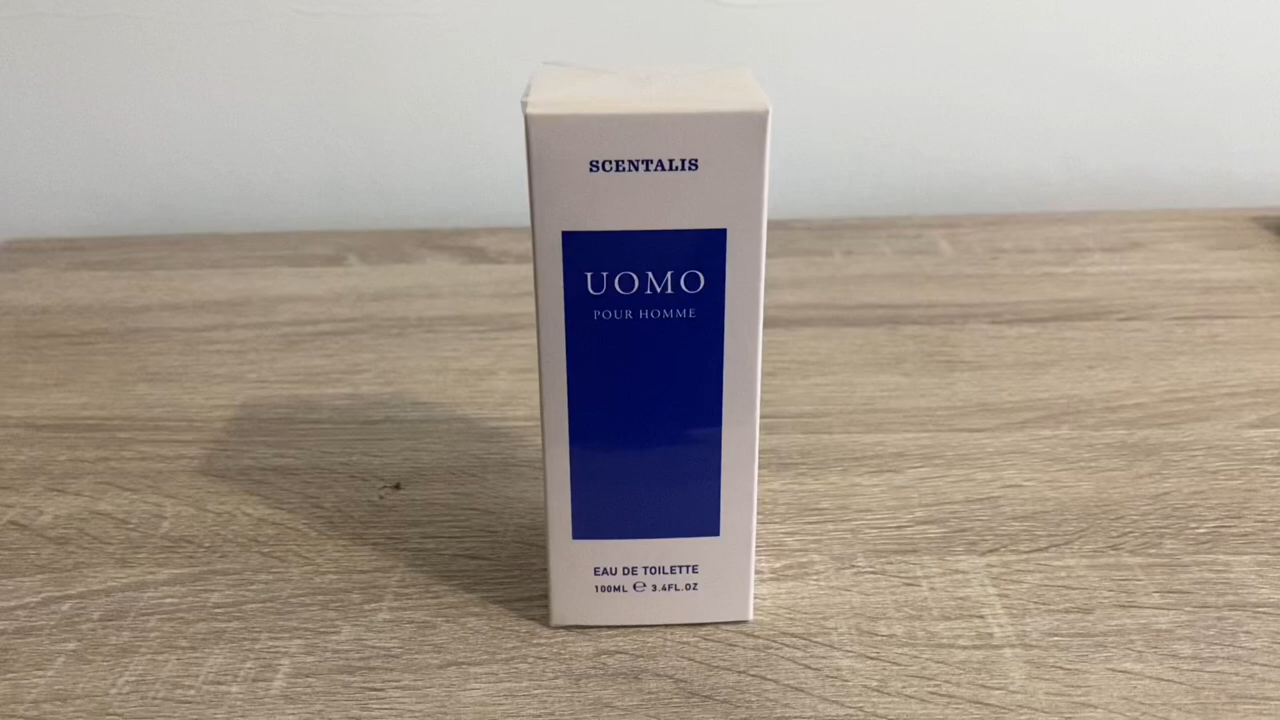 SCENTALIS
UOMO
POUR HOMME
EAU DE TOILETTE
100ML ℮ 3.4FL.OZ